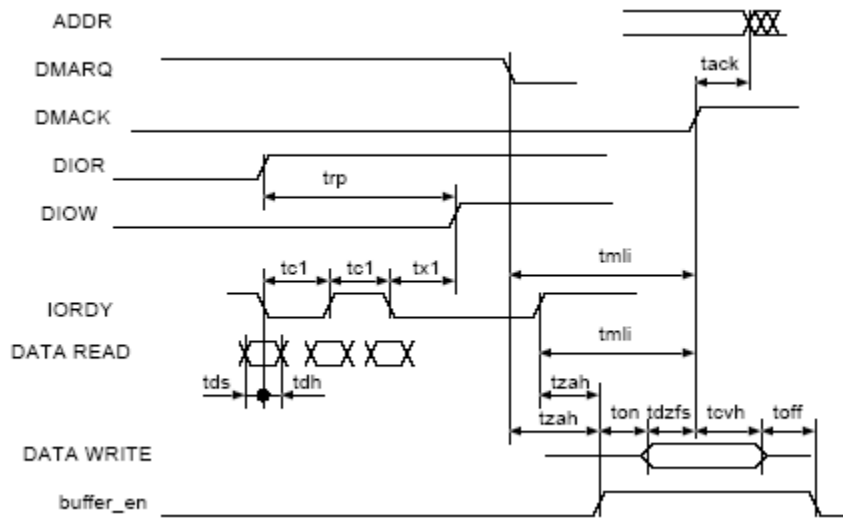 ADDR
DMARQ
tack
DMACK
DIOR
trp
DIOW
tc1 tc1 tx1
tmli
IORDY
DATA READ
tmli
tds tdh
tzah
tzah ton tdzfs tcvh toff
DATA WRITE
buffer_en